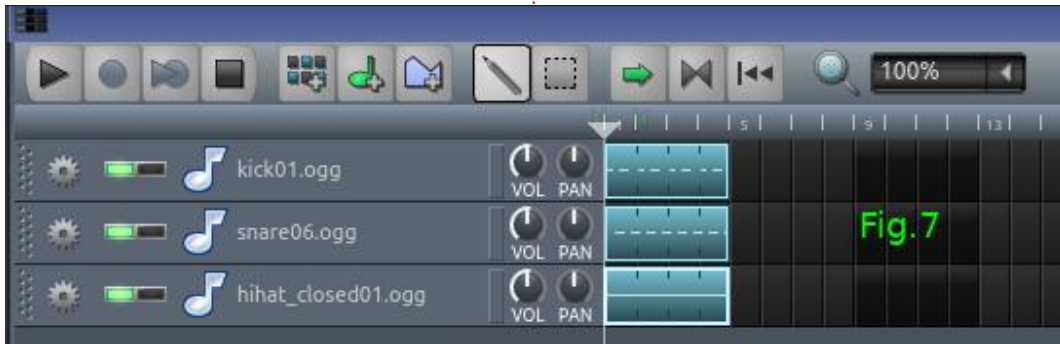 100%
5 9 13
kick01.ogg VOL PAN
snare06.ogg VOL PAN
Fig.7
hihat_closed01.ogg VOL PAN